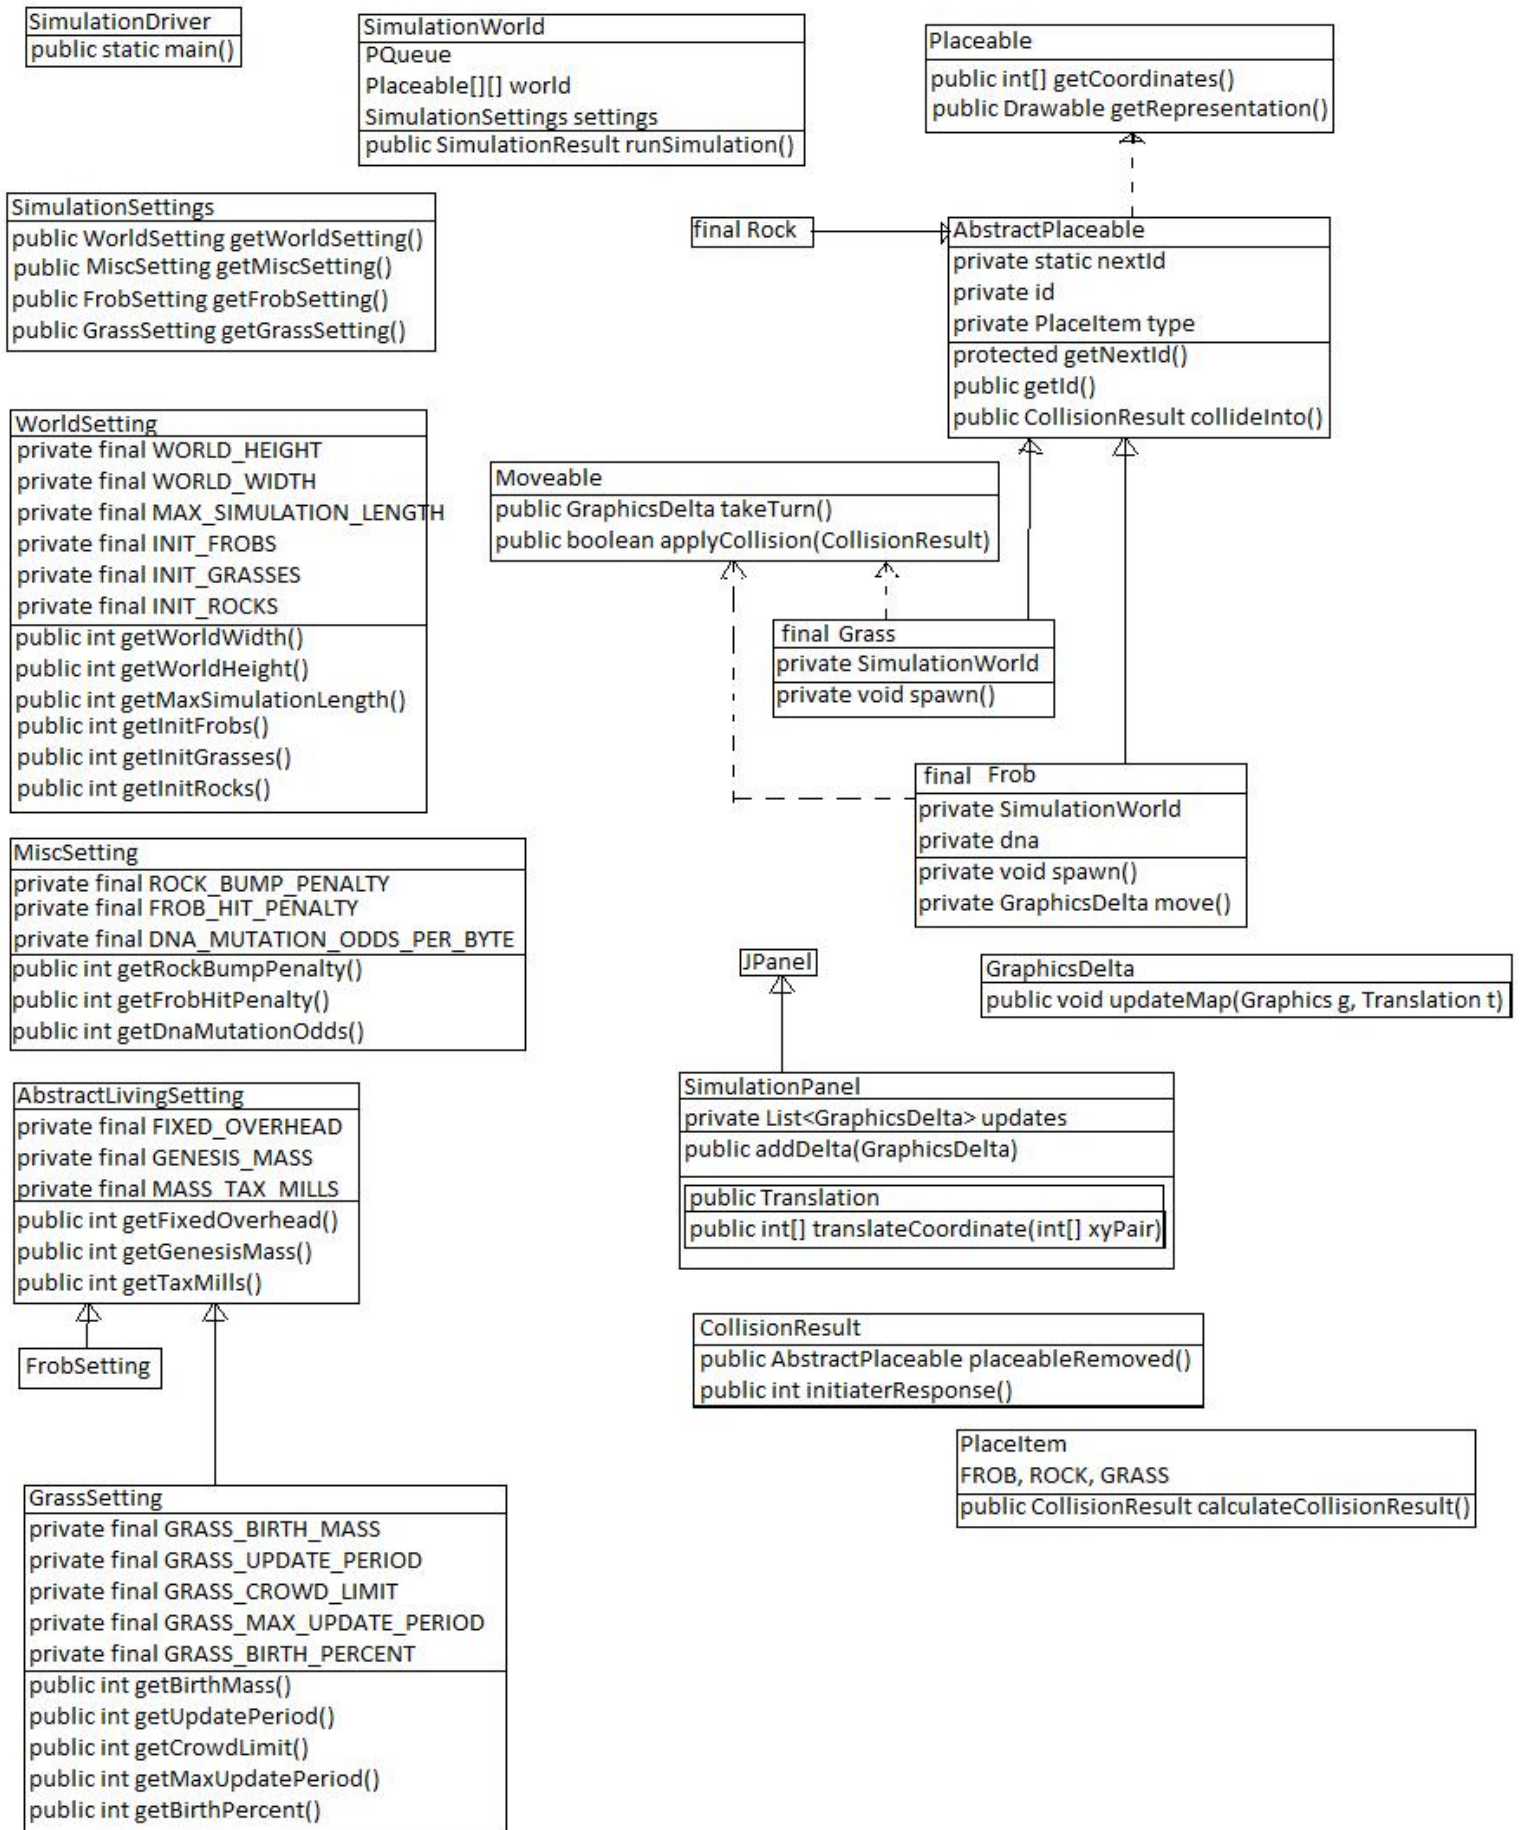 SimulationDriver
public static main()
SimulationWorld
PQueue
Placeable[][] world
SimulationSettings settings
public SimulationResult runSimulation()
Placeable
public int[] getCoordinates()
public Drawable getRepresentation()
SimulationSettings
public WorldSetting getWorldSetting()
public MiscSetting getMiscSetting()
public FrobSetting getFrobSetting()
public GrassSetting getGrassSetting()
final Rock
AbstractPlaceable
private static nextId
private id
private PlaceItem type
protected getNextId()
public getId()
public CollisionResult collideInto()
WorldSetting
private final WORLD_HEIGHT
private final WORLD_WIDTH
private final MAX_SIMULATION_LENGTH
private final INIT_FROBS
private final INIT_GRASSES
private final INIT_ROCKS
public int getWorldWidth()
public int getWorldHeight()
public int getMaxSimulationLength()
public int getInitFrobs()
public int getInitGrasses()
public int getInitRocks()
Moveable
public GraphicsDelta takeTurn()
public boolean applyCollision(CollisionResult)
final Grass
private SimulationWorld
private void spawn()
final Frob
private SimulationWorld
private dna
private void spawn()
private GraphicsDelta move()
MiscSetting
private final ROCK_BUMP_PENALTY
private final FROB_HIT_PENALTY
private final DNA_MUTATION_ODDS_PER_BYTE
public int getRockBumpPenalty()
public int getFrobHitPenalty()
public int getDnaMutationOdds()
JPanel
GraphicsDelta
public void updateMap(Graphics g, Translation t)
AbstractLivingSetting
private final FIXED_OVERHEAD
private final GENESIS_MASS
private final MASS_TAX_MILLS
public int getFixedOverhead()
public int getGenesisMass()
public int getTaxMills()
SimulationPanel
private List<GraphicsDelta> updates
public addDelta(GraphicsDelta)
public Translation
public int[] translateCoordinate(int[] xyPair)
FrobSetting
CollisionResult
public AbstractPlaceable placeableRemoved()
public int initiaterResponse()
PlaceItem
FROB, ROCK, GRASS
public CollisionResult calculateCollisionResult()
GrassSetting
private final GRASS_BIRTH_MASS
private final GRASS_UPDATE_PERIOD
private final GRASS_CROWD_LIMIT
private final GRASS_MAX_UPDATE_PERIOD
private final GRASS_BIRTH_PERCENT
public int getBirthMass()
public int getUpdatePeriod()
public int getCrowdLimit()
public int getMaxUpdatePeriod()
public int getBirthPercent()